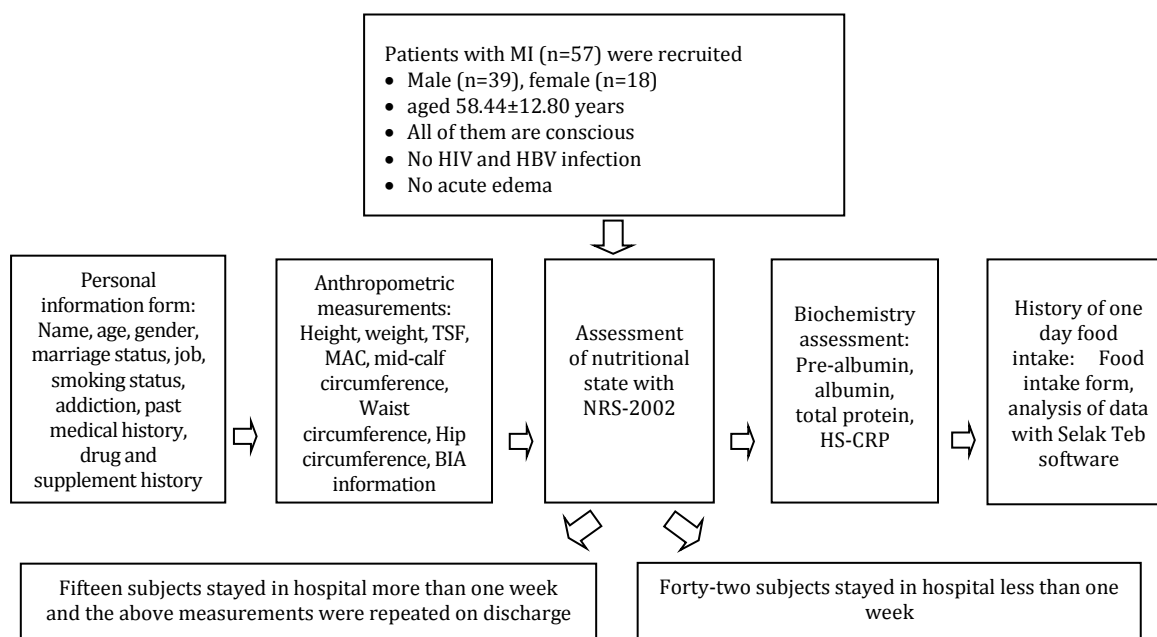 Patients with MI (n=57) were recruited
• Male (n=39), female (n=18)
• aged 58.44±12.80 years
• All of them are conscious
• No HIV and HBV infection
• No acute edema
Personal
information form:
Name, age, gender,
marriage status, job,
smoking status,
addiction, past
medical history,
drug and
supplement history
Anthropometric
measurements:
Height, weight, TSF,
MAC, mid-calf
circumference,
Waist
circumference, Hip
circumference, BIA
information
Assessment
of nutritional
state with
NRS-2002
Biochemistry
assessment:
Pre-albumin,
albumin,
total protein,
HS-CRP
History of one
day food
intake: Food
intake form,
analysis of data
with Selak Teb
software
Fifteen subjects stayed in hospital more than one week
and the above measurements were repeated on discharge
Forty-two subjects stayed in hospital less than one
week